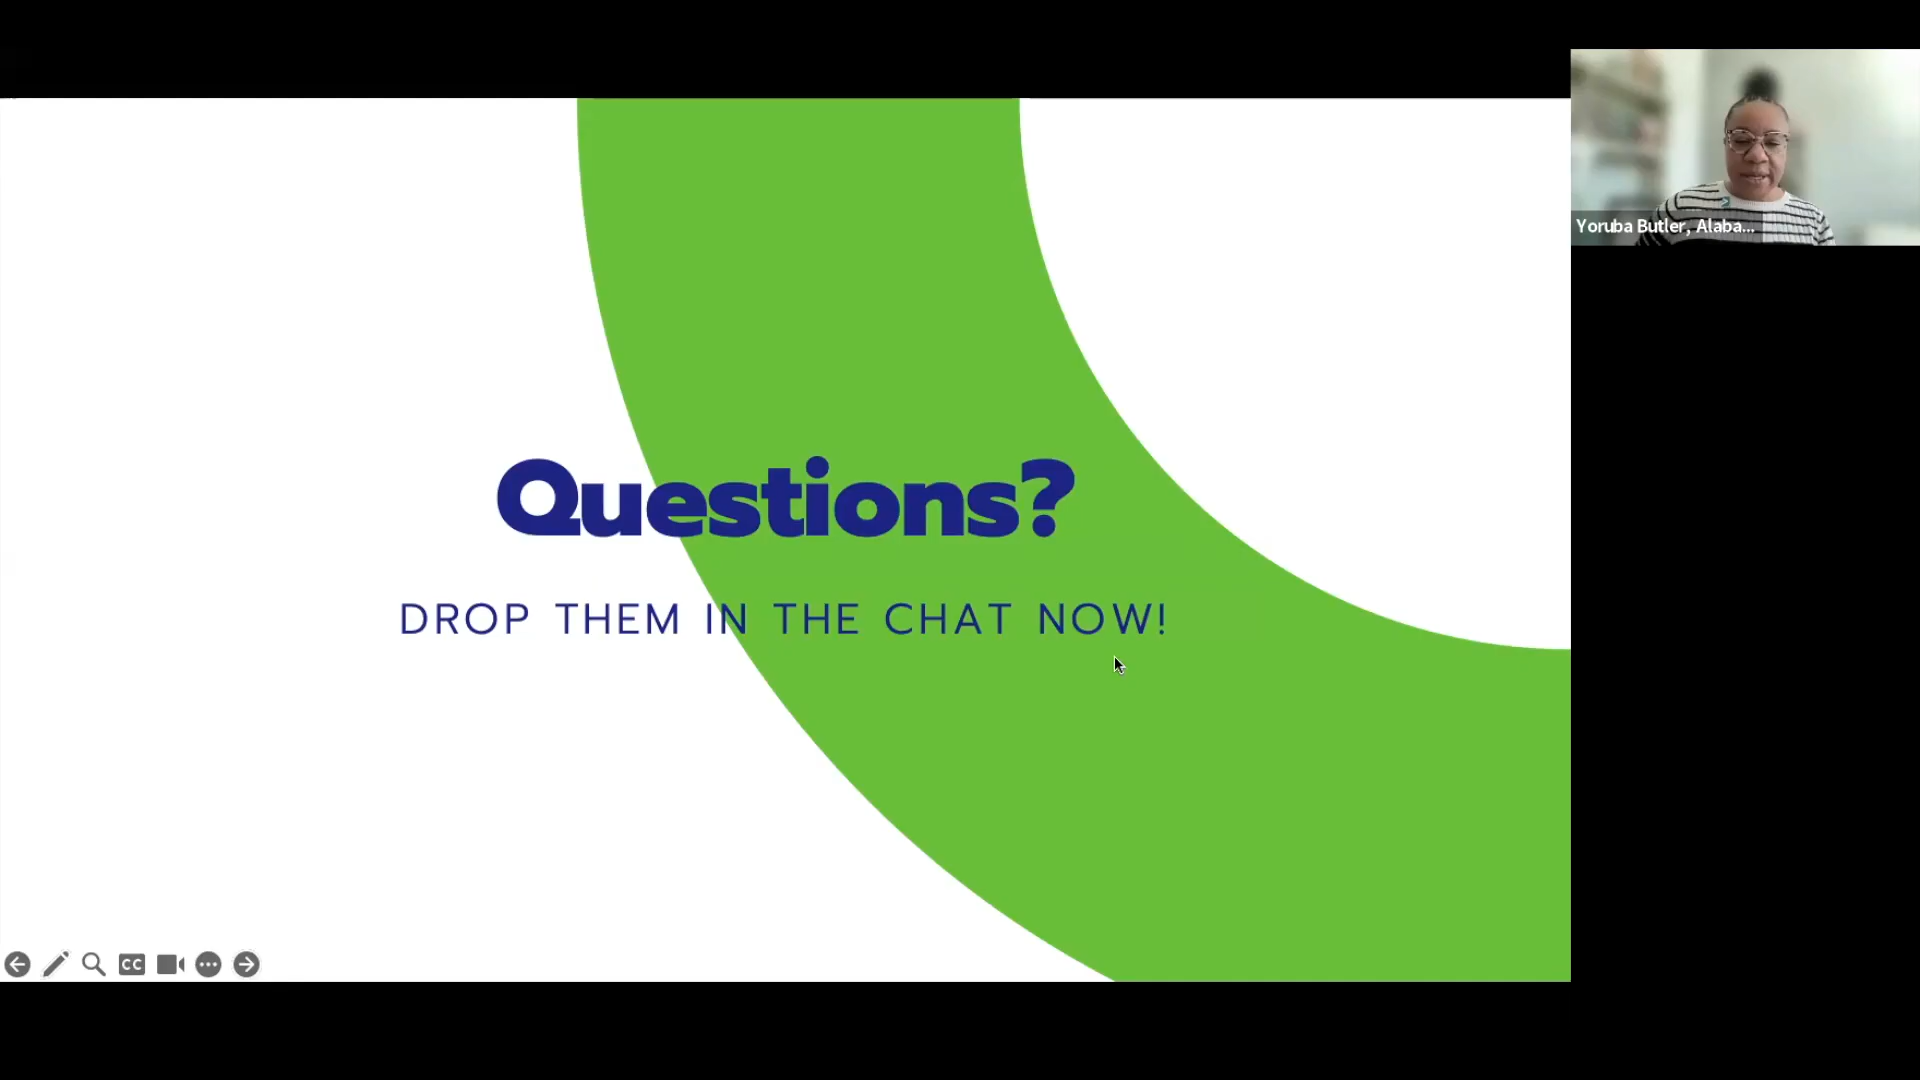 Questions?
DROP THEM IN THE CHAT NOW!
Yoruba Butler, Alaba...
CC